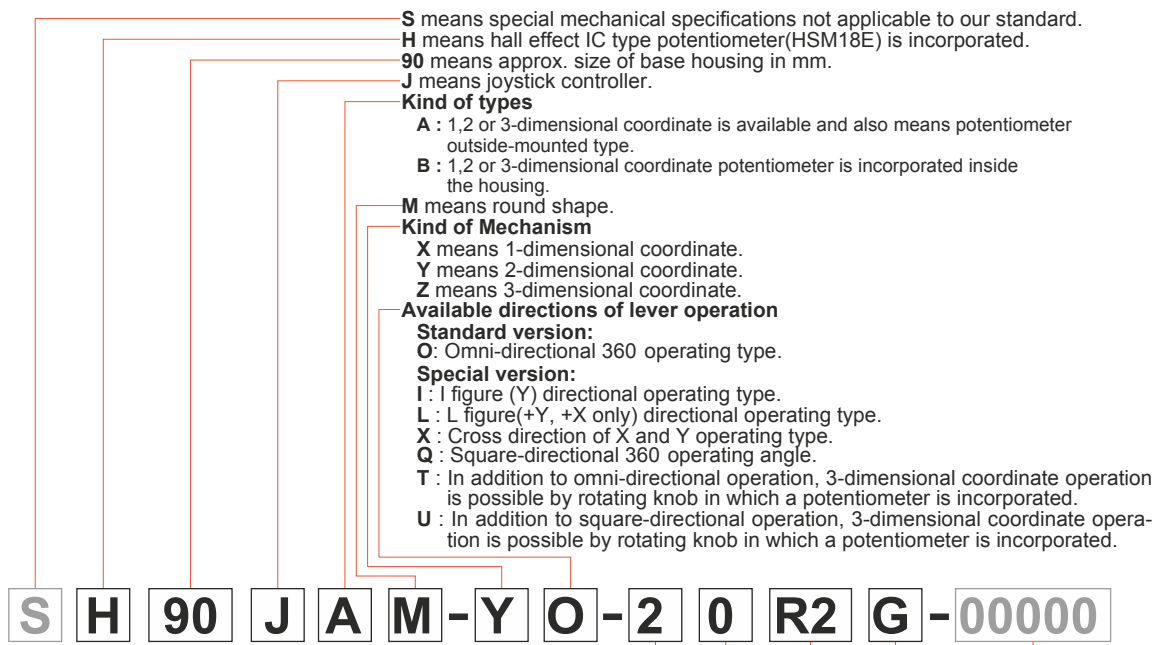 S means special mechanical specifications not applicable to our standard.
H means hall effect IC type potentiometer(HSM18E) is incorporated.
90 means approx. size of base housing in mm.
J means joystick controller.
Kind of types
A : 1,2 or 3-dimensional coordinate is available and also means potentiometer
outside-mounted type.
B : 1,2 or 3-dimensional coordinate potentiometer is incorporated inside
the housing.
M means round shape.
Kind of Mechanism
X means 1-dimensional coordinate.
Y means 2-dimensional coordinate.
Z means 3-dimensional coordinate.
Available directions of lever operation
Standard version:
O: Omni-directional 360 operating type.
Special version:
I : I figure (Y) directional operating type.
L : L figure(+Y, +X only) directional operating type.
X : Cross direction of X and Y operating type.
Q : Square-directional 360 operating angle.
T : In addition to omni-directional operation, 3-dimensional coordinate operation
is possible by rotating knob in which a potentiometer is incorporated.
U : In addition to square-directional operation, 3-dimensional coordinate opera-
tion is possible by rotating knob in which a potentiometer is incorporated.
S H 90 J A M - Y O - 2 0 R2 G - 00000